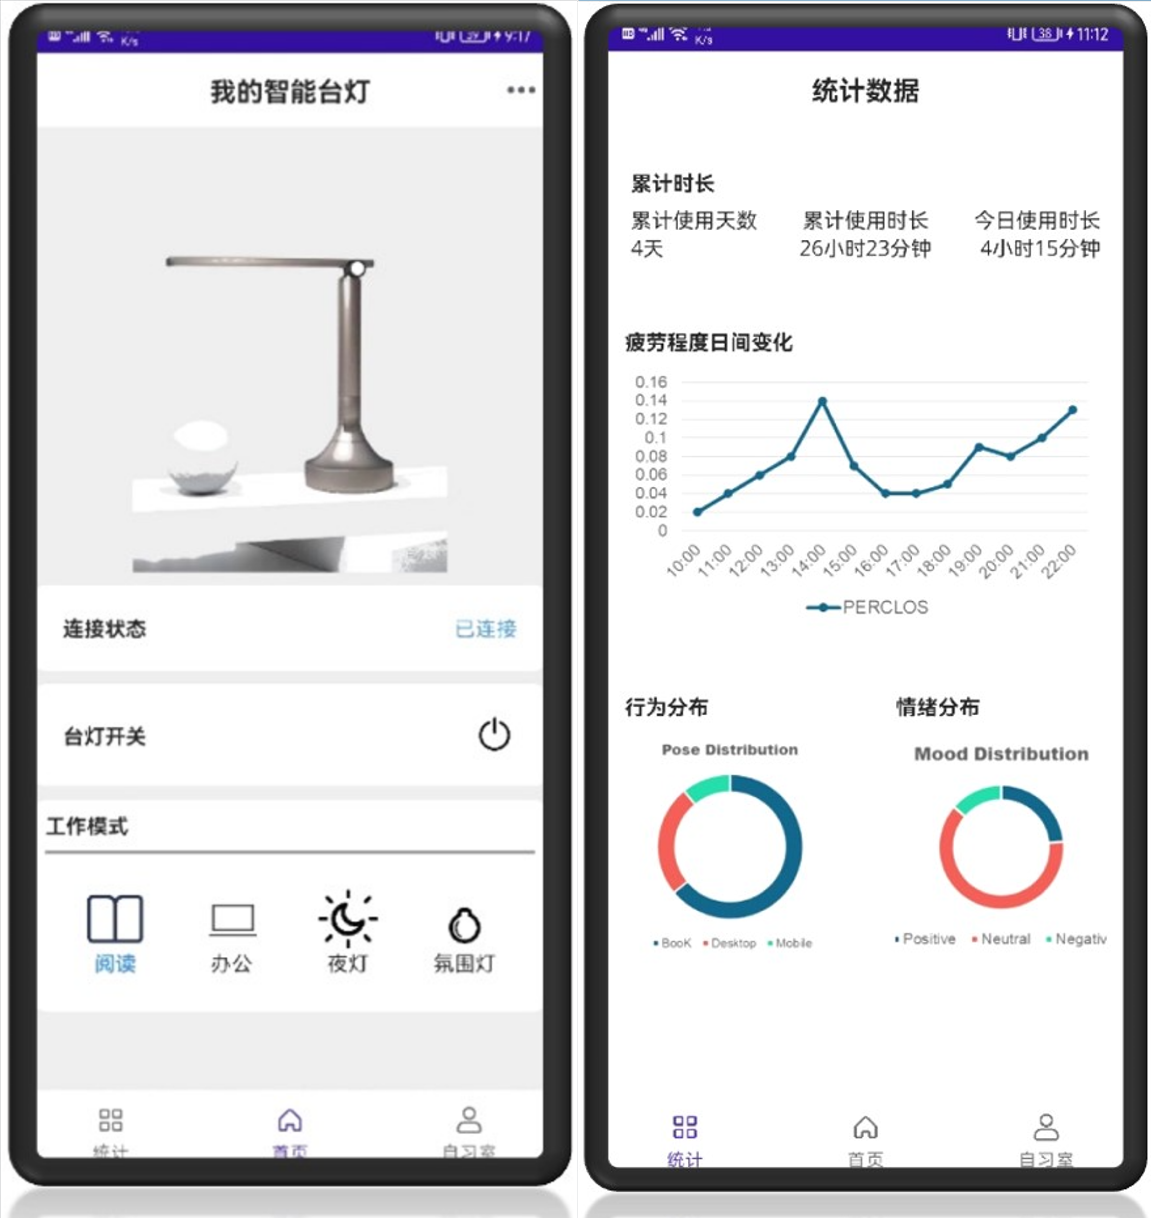 9:17
我的智能台灯
连接状态
已连接
台灯开关
工作模式
阅读
办公
夜灯
氛围灯
统计
首页
自习室
K/s
38
11:12
统计数据
累计时长
累计使用天数
累计使用时长
今日使用时长
4天
26小时23分钟
4小时15分钟
疲劳程度日间变化
0.16
0.14
0.12
0.1
0.08
0.06
0.04
0.02
0
10:00
11:00
12:00
13:00
14:00
15:00
16:00
17:00
18:00
19:00
20:00
21:00
22:00
PERCLOS
行为分布
情绪分布
Pose Distribution
Mood Distribution
BooK
Desktop
Mobile
Positive
Neutral
Negativ
统计
首页
自习室